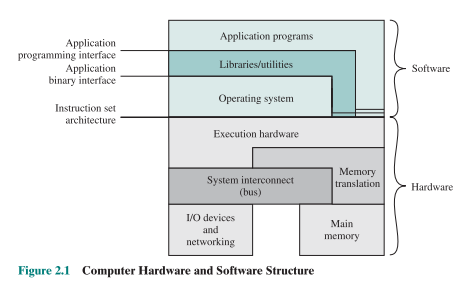 Application programs
Application
programming interface
Libraries/utilities
Software
Application
binary interface
Operating system
Instruction set
architecture
Execution hardware
Memory
translation
System interconnect
(bus)
Hardware
I/O devices
and
networking
Main
memory
Figure 2.1 Computer Hardware and Software Structure